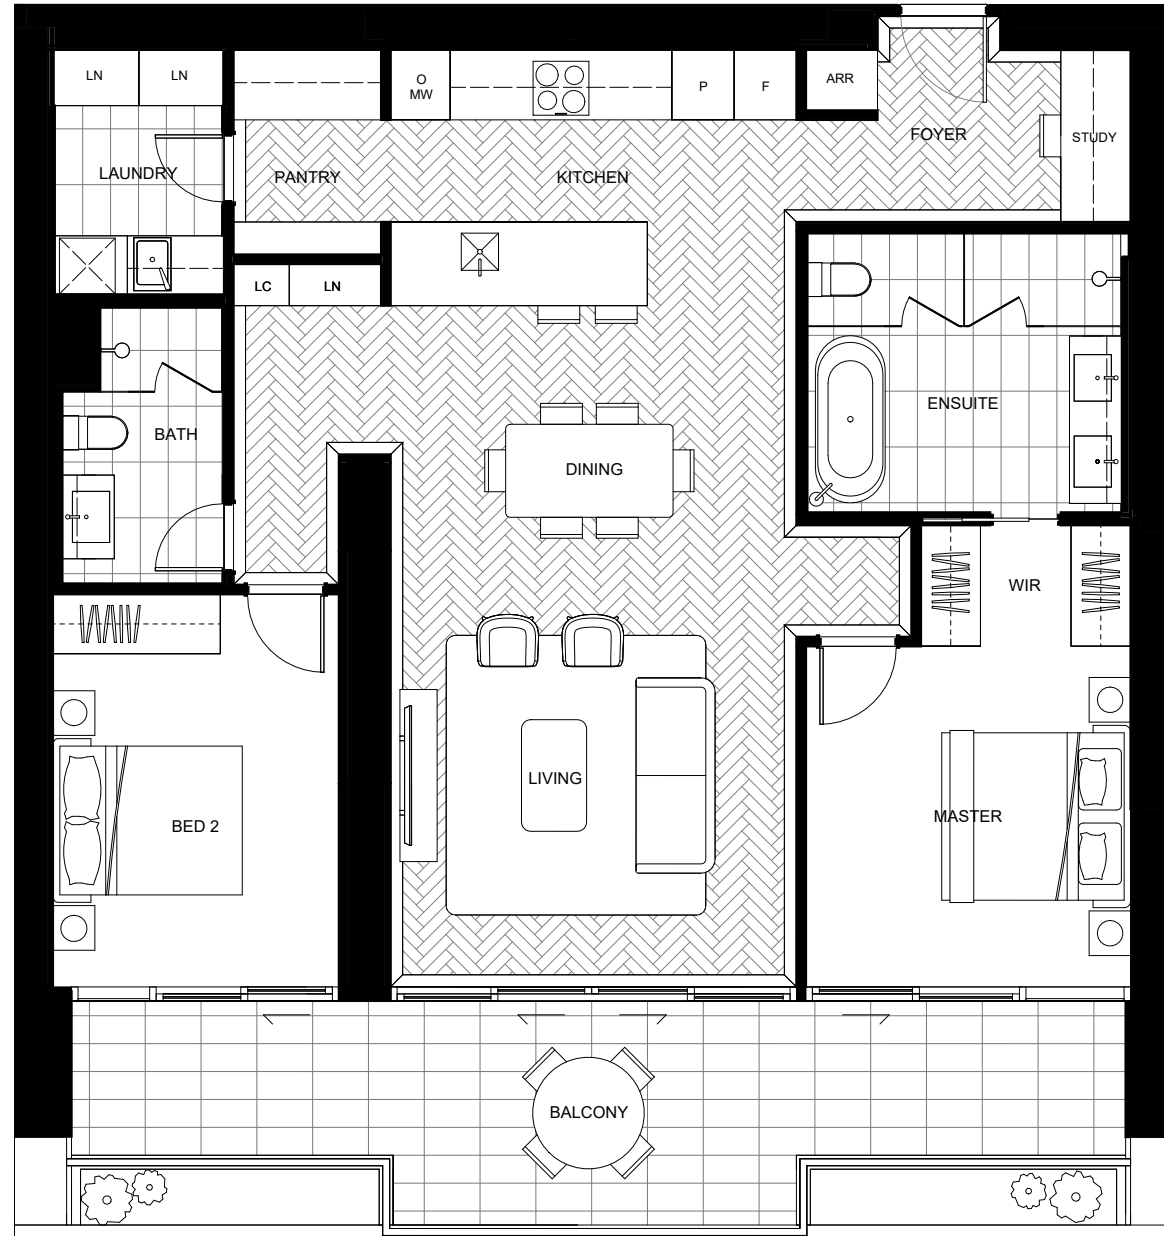 LN
LN
O
MW
P
F
ARR
FOYER
STUDY
LAUNDRY
PANTRY
KITCHEN
LC
LN
ENSUITE
BATH
DINING
WIR
LIVING
MASTER
BED 2
BALCONY